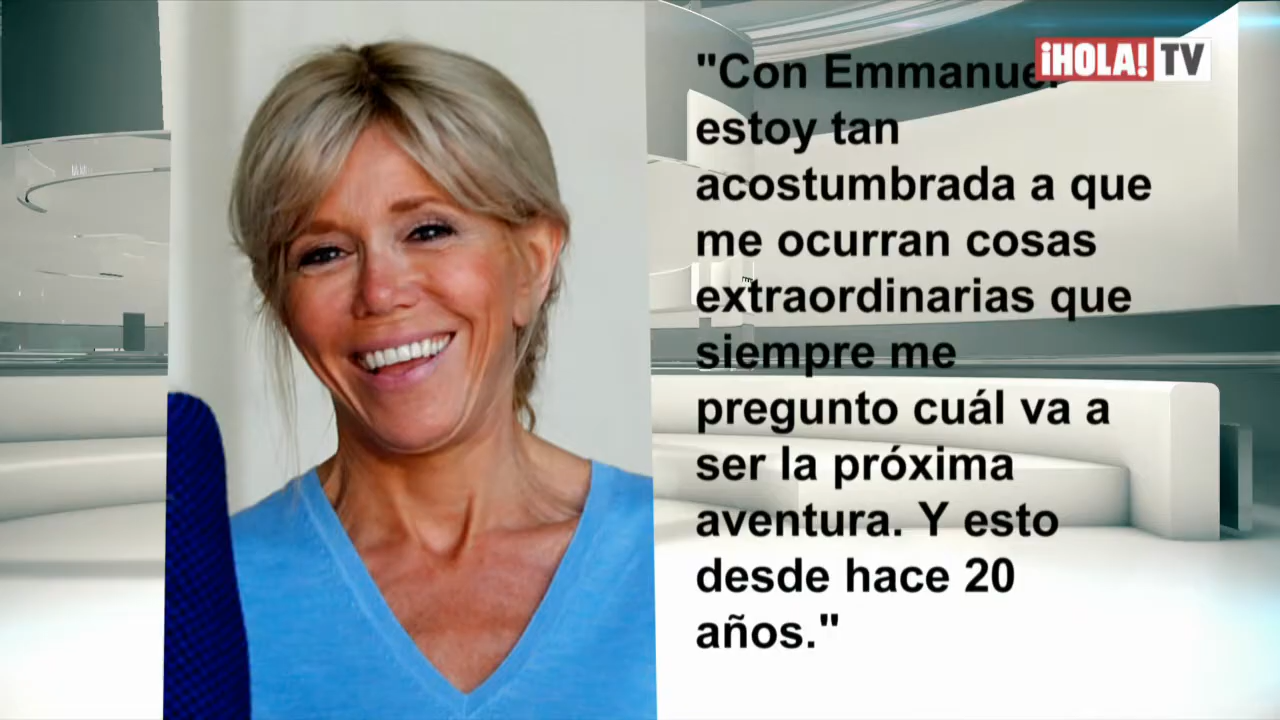 ¡HOLA! TV
"Con Emmanuel
estoy tan
acostumbrada a que
me ocurran cosas
extraordinarias que
siempre me
pregunto cuál va a
ser la próxima
aventura. Y esto
desde hace 20
años."